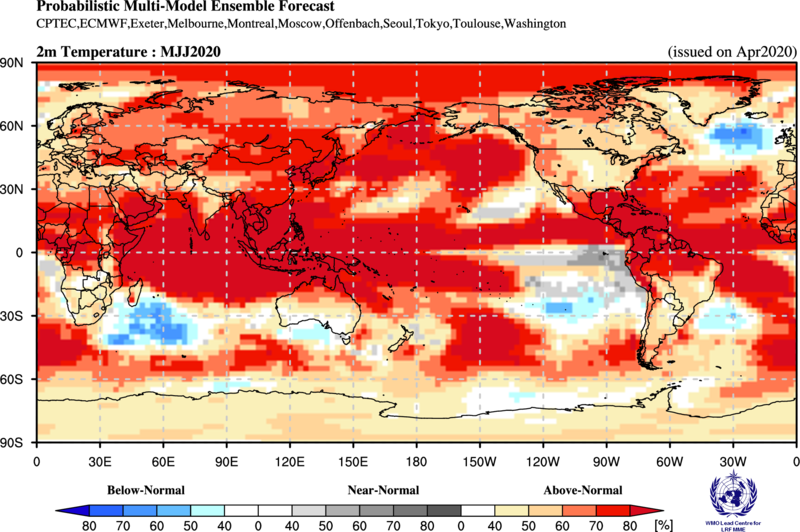 Probabilistic Multi-Model Ensemble Forecast
CPTEC,ECMWF,Exeter,Melbourne,Montreal,Moscow,Offenbach,Seoul,Tokyo,Toulouse,Washington
2m Temperature : MJJ2020 (issued on Apr2020)
90N
60N
30N
0
30S
60S
90S
0 30E 60E 90E 120E 150E 180 150W 120W 90W 60W 30W 0
Below-Normal Near-Normal Above-Normal
80 70 60 50 40 0 40 50 60 70 80 0 40 50 60 70 80 [%]
WMO Lead Centre for
LRF MME